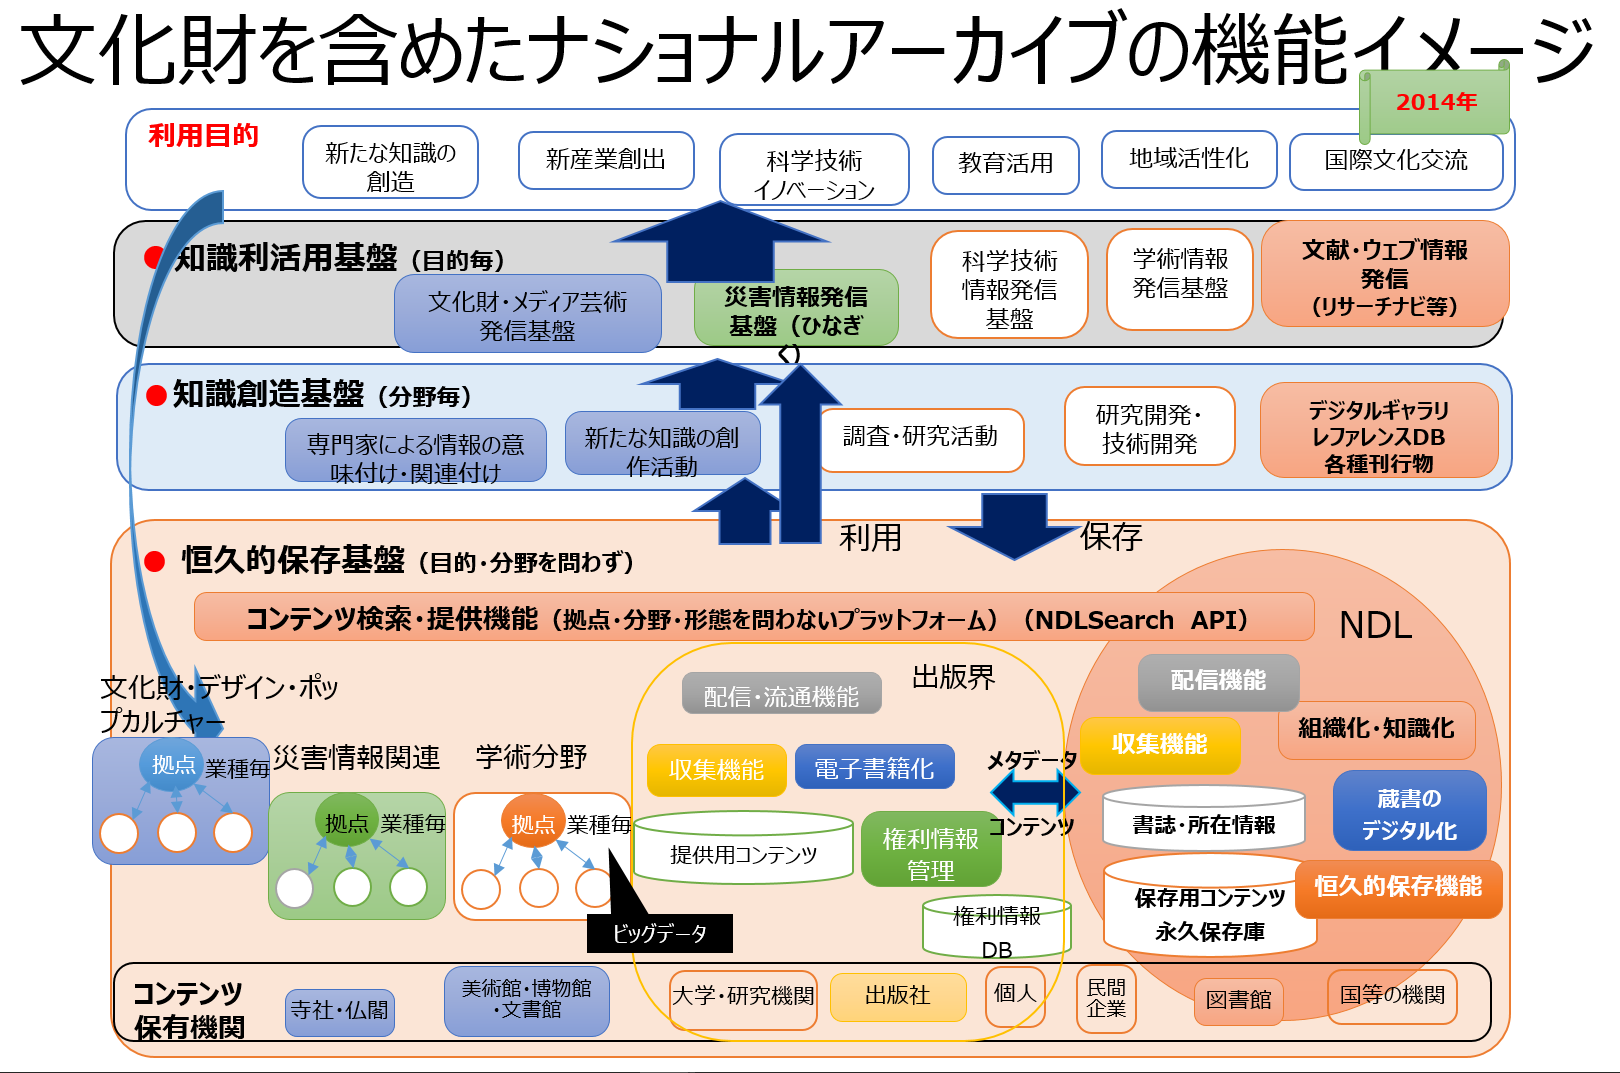 文化財を含めたナショナルアーカイブの機能イメージ
2014年
利用目的
新たな知識の
創造
新産業創出
科学技術
イノベーション
教育活用
地域活性化
国際文化交流
知識利活用基盤（目的毎）
文化財・メディア芸術
発信基盤
災害情報発信
基盤（ひなぎ
く）
科学技術
情報発信
基盤
学術情報
発信基盤
文献・ウェブ情報
発信
（リサーチナビ等）
知識創造基盤（分野毎）
専門家による情報の意
味付け・関連付け
新たな知識の創
作活動
調査・研究活動
研究開発・
技術開発
デジタルギャラリ
レファレンスDB
各種刊行物
利用
保存
恒久的保存基盤（目的・分野を問わず）
コンテンツ検索・提供機能（拠点・分野・形態を問わないプラットフォーム）（NDLSearch API）
NDL
文化財・デザイン・ポッ
プカルチャー
拠点
業種毎
災害情報関連
拠点
業種毎
学術分野
拠点
業種毎
ビッグデータ
出版界
配信・流通機能
収集機能
電子書籍化
提供用コンテンツ
権利情報
管理
権利情報
DB
メタデータ
コンテンツ
配信機能
組織化・知識化
収集機能
書誌・所在情報
蔵書の
デジタル化
恒久的保存機能
保存用コンテンツ
永久保存庫
コンテンツ
保有機関
寺社・仏閣
美術館・博物館
・文書館
大学・研究機関
出版社
個人
民間
企業
図書館
国等の機関